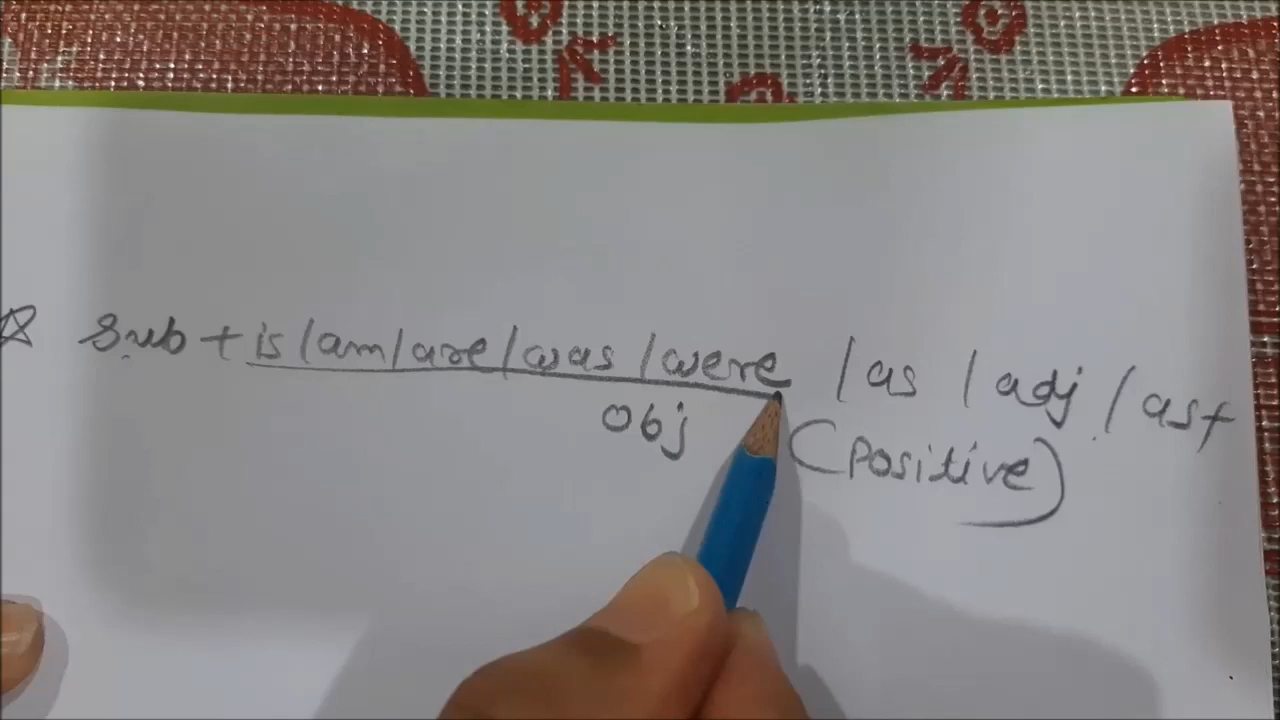 ☆ Sub + is / am / are / was / were / as / adj / as +
obj (Positive)